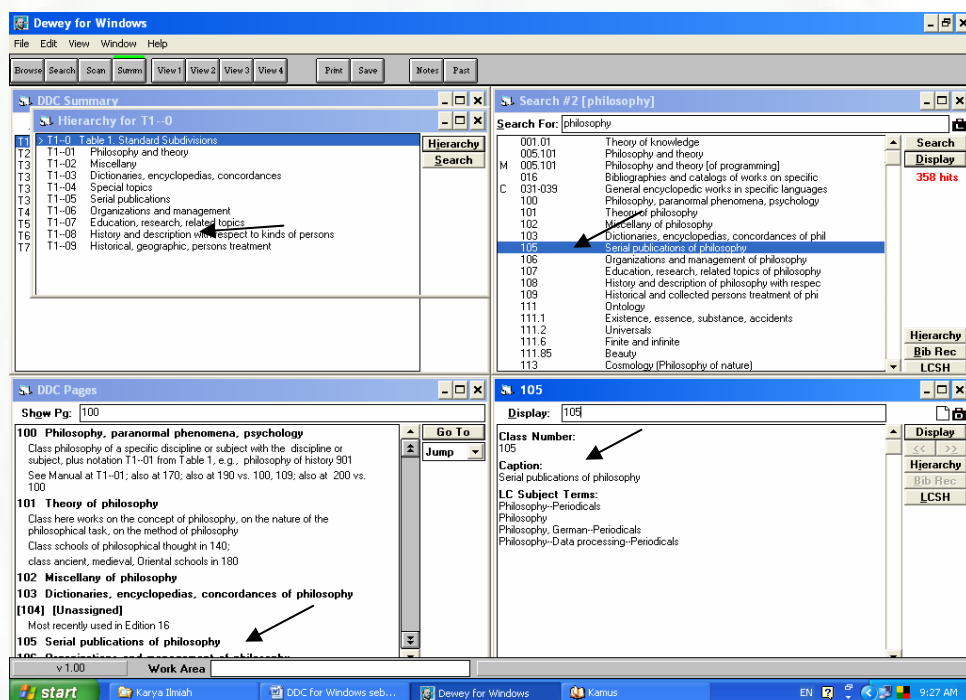 Dewey for Windows
File Edit View Window Help
Browse Search Scan Summ View 1 View 2 View 3 View 4 Print Save Notes Past
DDC Summary
Hierarchy for T1--0
T1
T2
T3
T3
T3
T3
T4
T5
T6
T7
> T1--0 Table 1. Standard Subdivisions
T1--01 Philosophy and theory
T1--02 Miscellany
T1--03 Dictionaries, encyclopedias, concordances
T1--04 Special topics
T1--05 Serial publications
T1--06 Organizations and management
T1--07 Education, research, related topics
T1--08 History and description with respect to kinds of persons
T1--09 Historical, geographic, persons treatment
Hierarchy
Search
Search #2 [philosophy]
Search For: philosophy
001.01 Theory of knowledge
005.101 Philosophy and theory
M 005.101 Philosophy and theory [of programming]
016 Bibliographies and catalogs of works on specific
C 031-039 General encyclopedic works in specific languages
100 Philosophy, paranormal phenomena, psychology
101 Theory of philosophy
102 Miscellany of philosophy
103 Dictionaries, encyclopedias, concordances of phil
105 Serial publications of philosophy
106 Organizations and management of philosophy
107 Education, research, related topics of philosophy
108 History and description of philosophy with respec
109 Historical and collected persons treatment of phi
111 Ontology
111.1 Existence, essence, substance, accidents
111.2 Universals
111.6 Finite and infinite
111.85 Beauty
113 Cosmology (Philosophy of nature)
Search
Display
358 hits
Hierarchy
Bib Rec
LCSH
DDC Pages
Show Pg: 100
100 Philosophy, paranormal phenomena, psychology
Class philosophy of a specific discipline or subject with the discipline or
subject, plus notation T1--01 from Table 1, e.g., philosophy of history 901
See Manual at T1--01; also at 170; also at 190 vs. 100, 109; also at 200 vs.
100
101 Theory of philosophy
Class here works on the concept of philosophy, on the nature of the
philosophical task, on the method of philosophy
Class schools of philosophical thought in 140;
class ancient, medieval, Oriental schools in 180
102 Miscellany of philosophy
103 Dictionaries, encyclopedias, concordances of philosophy
[104] [Unassigned]
Most recently used in Edition 16
105 Serial publications of philosophy
106 Organizations and management of philosophy
Go To
Jump
105
Display: 105
Class Number:
105
Caption:
Serial publications of philosophy
LC Subject Terms:
Philosophy--Periodicals
Philosophy
Philosophy, German--Periodicals
Philosophy--Data processing--Periodicals
Display
<< >>
Hierarchy
Bib Rec
LCSH
v 1.00 Work Area
start Karya Ilmiah DDC for Windows seb... Dewey for Windows Kamus EN 9:27 AM